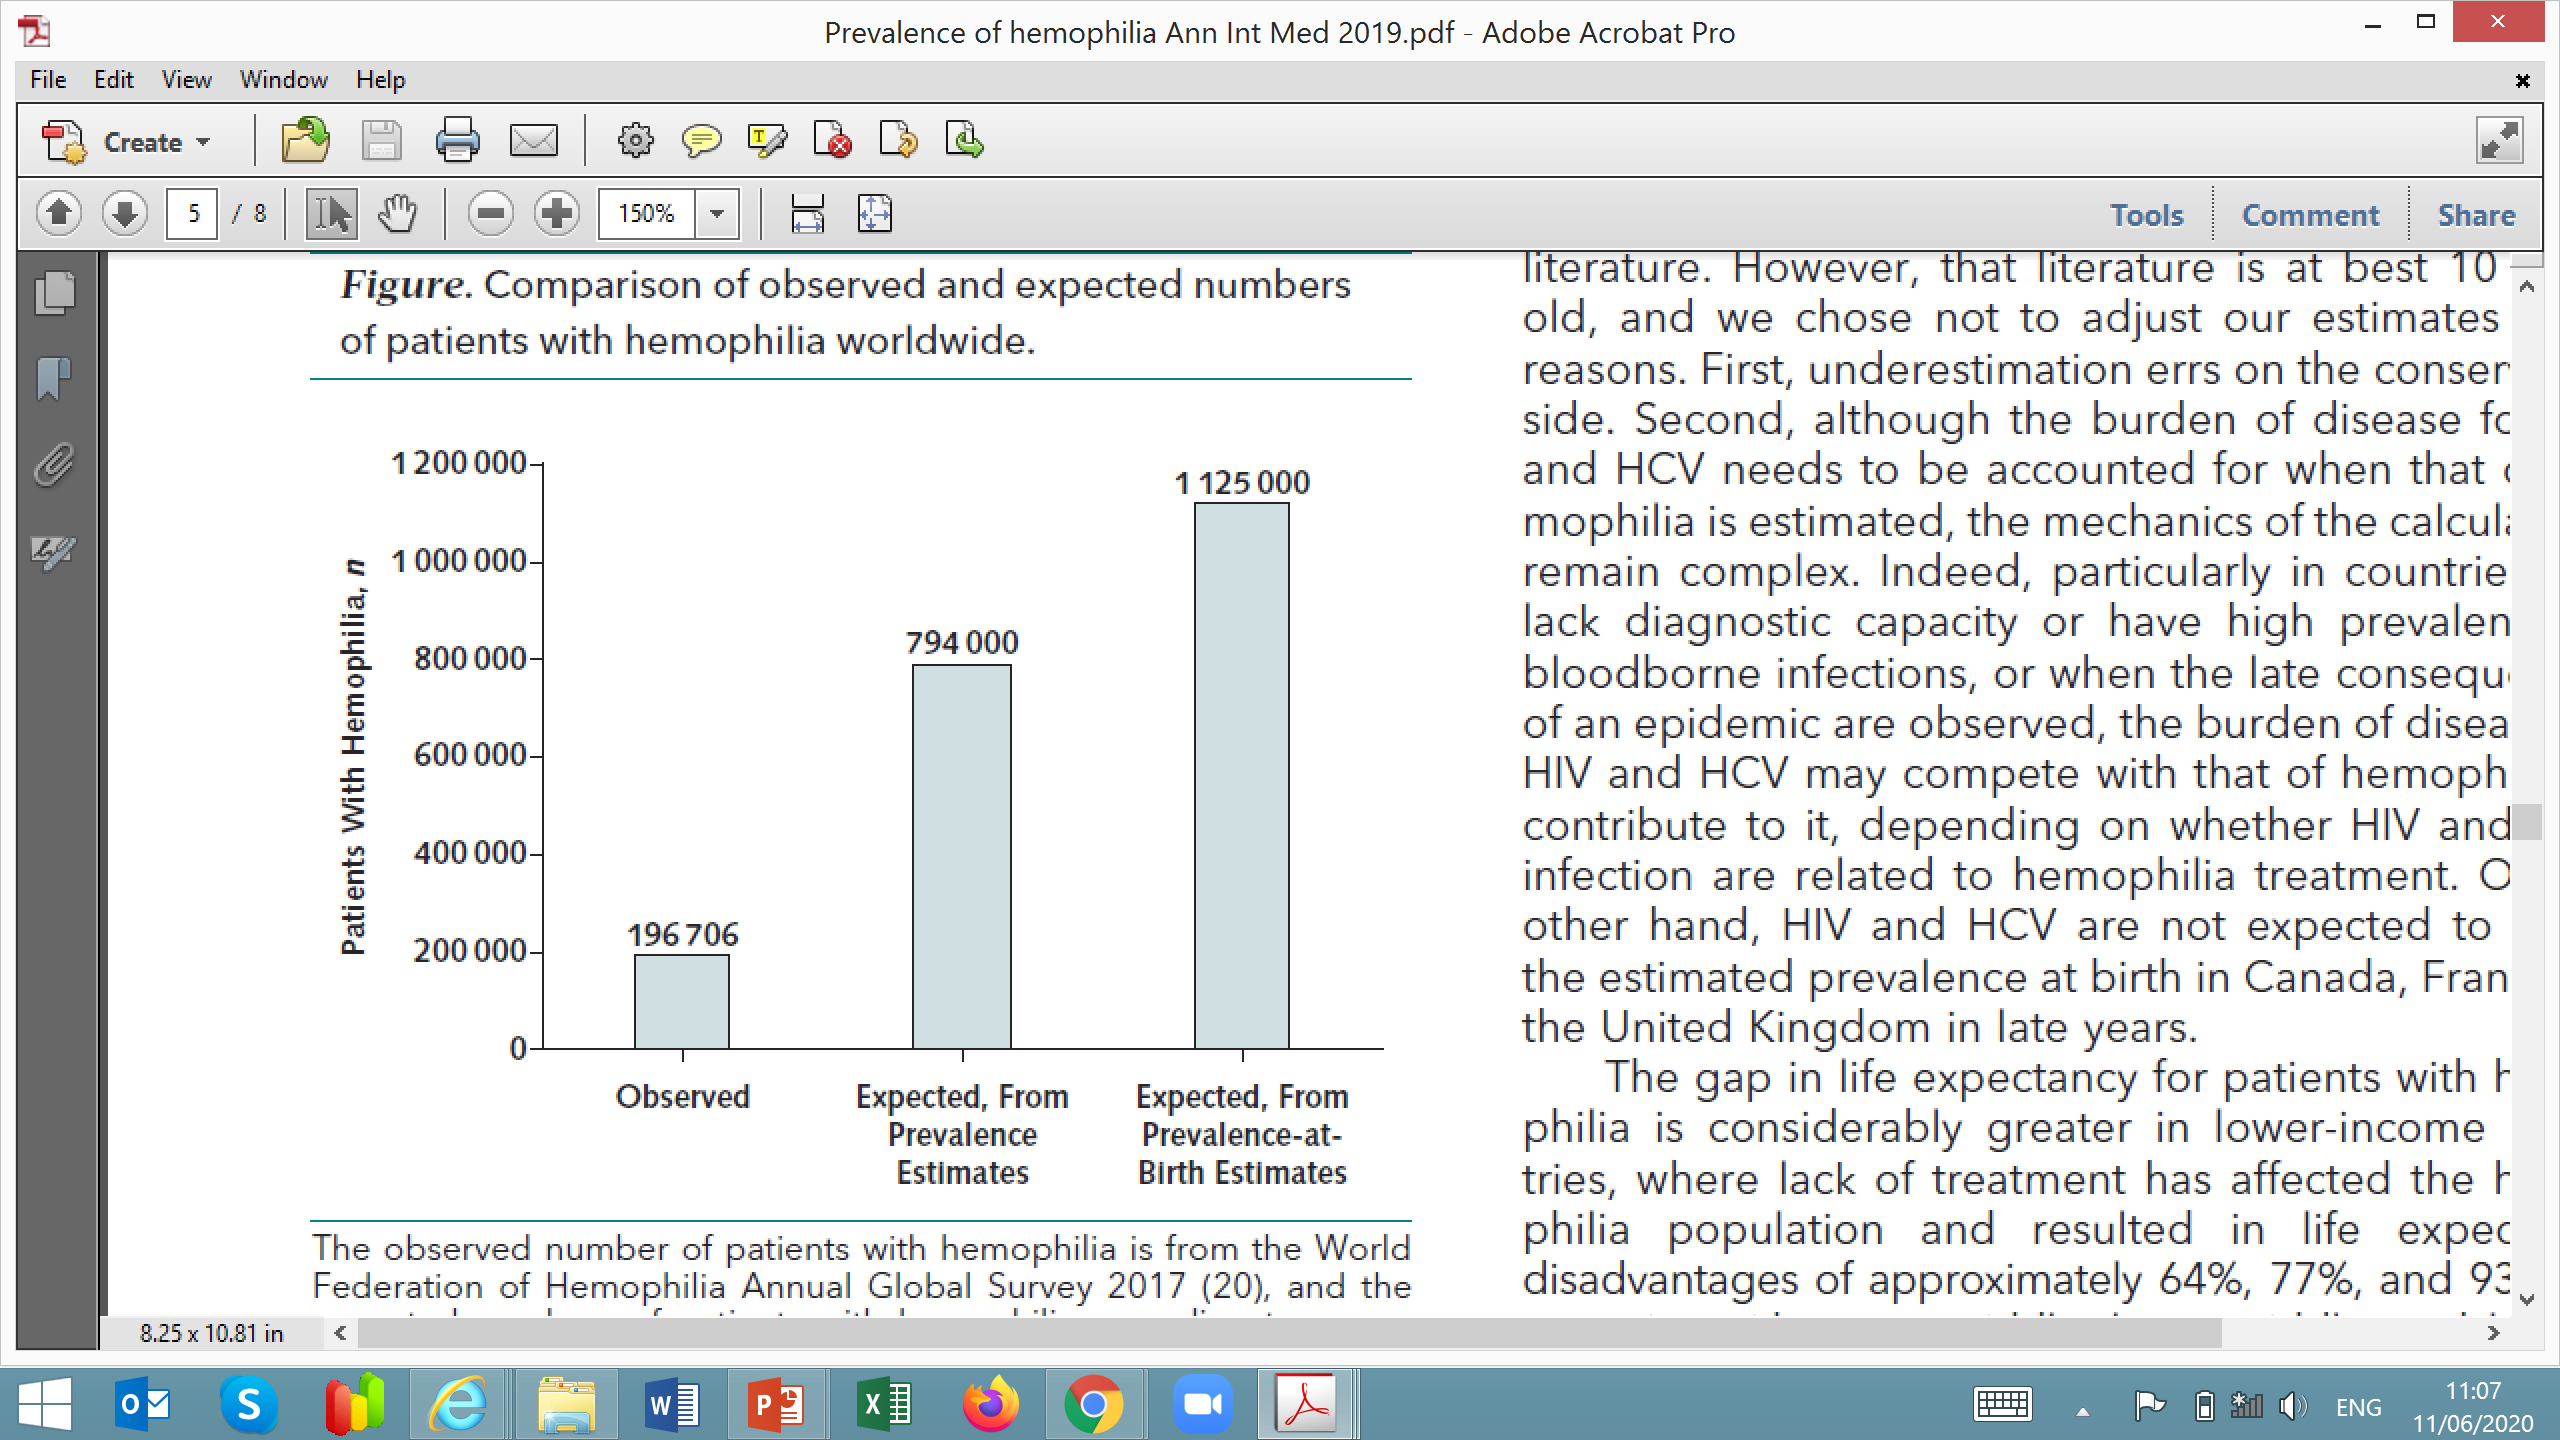 Prevalence of hemophilia Ann Int Med 2019.pdf - Adobe Acrobat Pro
File Edit View Window Help
Create
5 / 8 150% Tools Comment Share
Figure. Comparison of observed and expected numbers
of patients with hemophilia worldwide.
Patients With Hemophilia, n
1 200 000
1 000 000
800 000
600 000
400 000
200 000
0
196 706
794 000
1 125 000
Observed
Expected, From
Prevalence
Estimates
Expected, From
Prevalence-at-
Birth Estimates
The observed number of patients with hemophilia is from the World
Federation of Hemophilia Annual Global Survey 2017 (20), and the
literature. However, that literature is at best 10
old, and we chose not to adjust our estimates
reasons. First, underestimation errs on the conser
side. Second, although the burden of disease fo
and HCV needs to be accounted for when that
mophilia is estimated, the mechanics of the calcul
remain complex. Indeed, particularly in countrie
lack diagnostic capacity or have high prevalen
bloodborne infections, or when the late consequ
of an epidemic are observed, the burden of disea
HIV and HCV may compete with that of hemoph
contribute to it, depending on whether HIV and
infection are related to hemophilia treatment. O
other hand, HIV and HCV are not expected to
the estimated prevalence at birth in Canada, Fran
the United Kingdom in late years.
The gap in life expectancy for patients with h
philia is considerably greater in lower-income
tries, where lack of treatment has affected the h
philia population and resulted in life expec
disadvantages of approximately 64%, 77%, and 93
8.25 x 10.81 in
ENG
11:07
11/06/2020